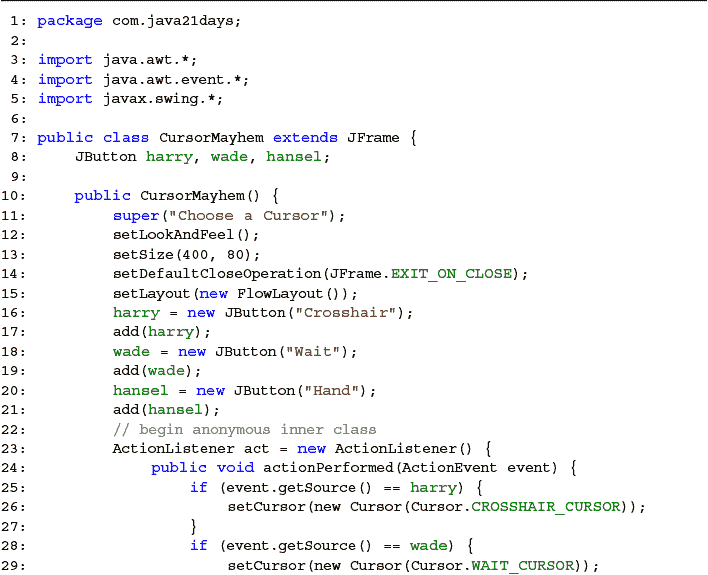 1: package com.java21days;
2:
3: import java.awt.*;
4: import java.awt.event.*;
5: import javax.swing.*;
6:
7: public class CursorMayhem extends JFrame {
8:     JButton harry, wade, hansel;
9:
10:     public CursorMayhem() {
11:         super("Choose a Cursor");
12:         setLookAndFeel();
13:         setSize(400, 80);
14:         setDefaultCloseOperation(JFrame.EXIT_ON_CLOSE);
15:         setLayout(new FlowLayout());
16:         harry = new JButton("Crosshair");
17:         add(harry);
18:         wade = new JButton("Wait");
19:         add(wade);
20:         hansel = new JButton("Hand");
21:         add(hansel);
22:         // begin anonymous inner class
23:         ActionListener act = new ActionListener() {
24:             public void actionPerformed(ActionEvent event) {
25:                 if (event.getSource() == harry) {
26:                     setCursor(new Cursor(Cursor.CROSSHAIR_CURSOR));
27:                 }
28:                 if (event.getSource() == wade) {
29:                     setCursor(new Cursor(Cursor.WAIT_CURSOR));